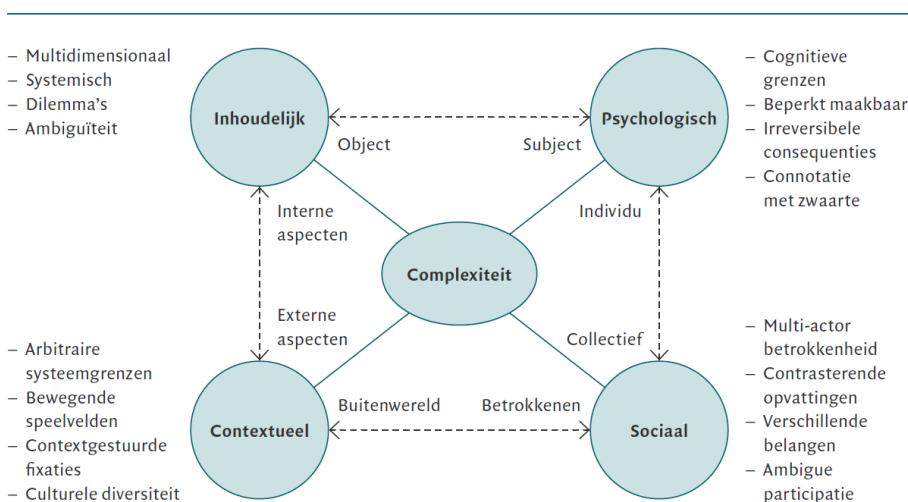 – Multidimensionaal
– Systemisch
– Dilemma's
– Ambiguïteit
Inhoudelijk
Object
Subject
Psychologisch
– Cognitieve
grenzen
– Beperkt maakbaar
– Irreversibele
consequenties
– Connotatie
met zwaarte
Interne
aspecten
Individu
Complexiteit
Externe
aspecten
Collectief
– Arbitraire
systeemgrenzen
– Bewegende
speelvelden
– Contextgestuurde
fixaties
– Culturele diversiteit
Contextueel
Buitenwereld
Betrokkenen
Sociaal
– Multi-actor
betrokkenheid
– Contrasterende
opvattingen
– Verschillende
belangen
– Ambigue
participatie